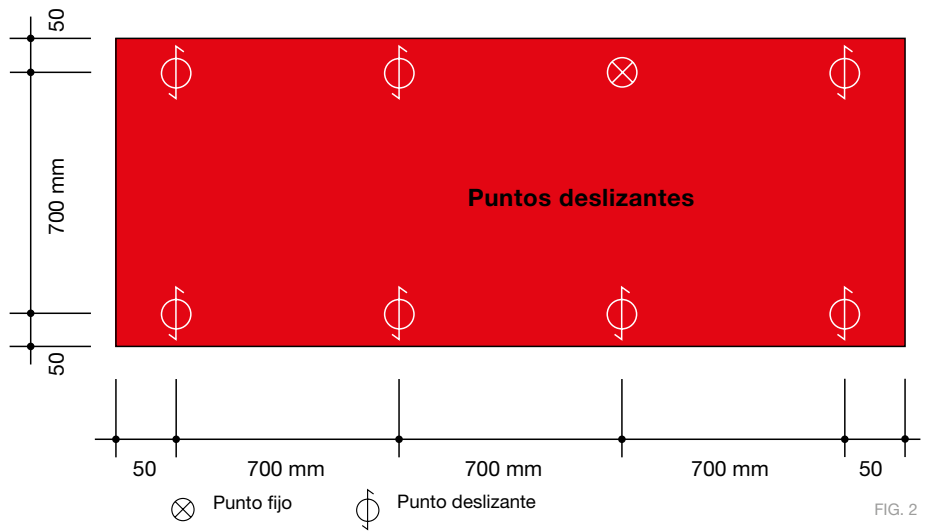 50
700 mm
50
Puntos deslizantes
50
700 mm
700 mm
700 mm
50
Punto fijo
Punto deslizante
FIG. 2